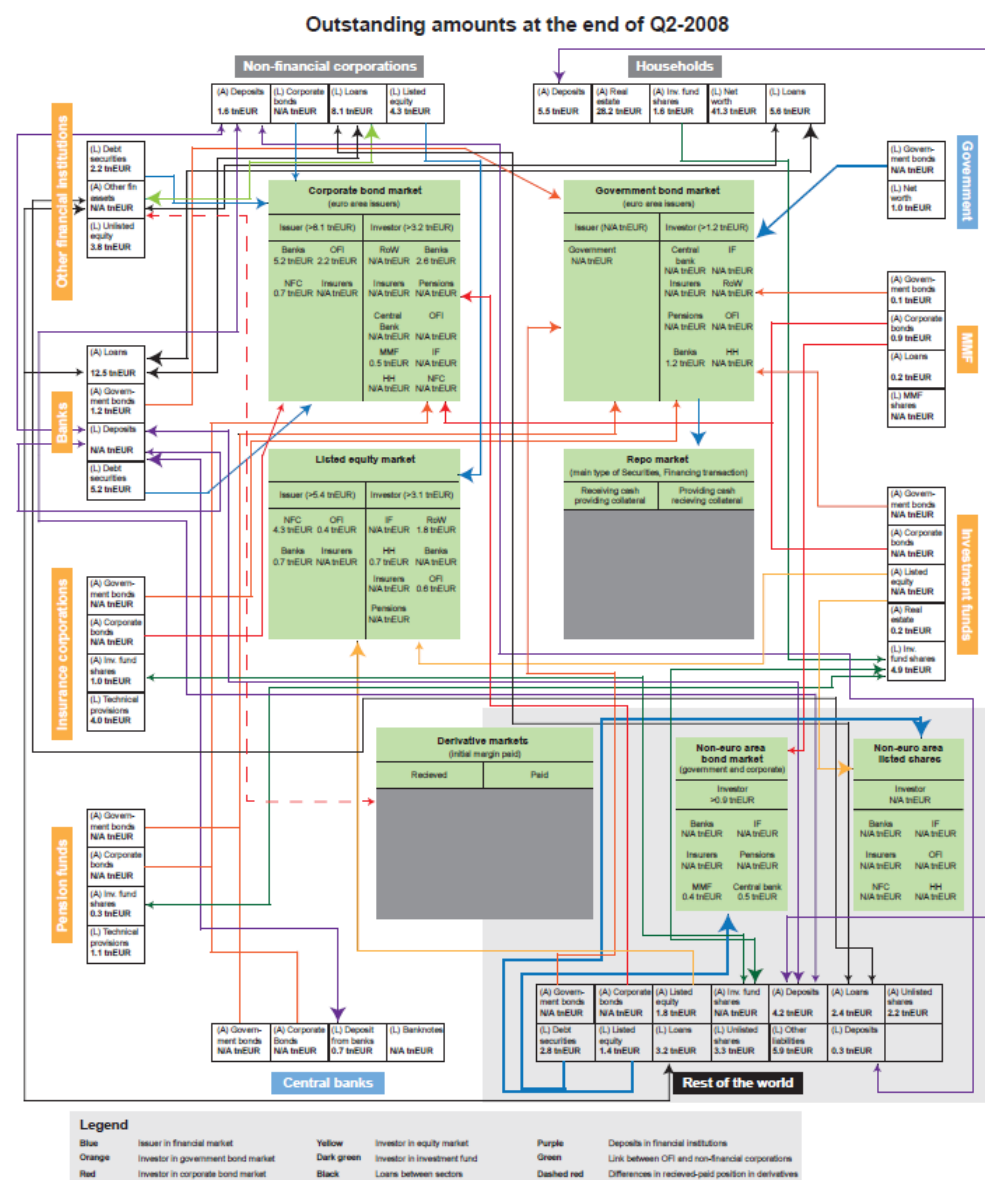 Outstanding amounts at the end of Q2-2008
Non-financial corporations
(A) Deposits
1.6 tnEUR
(L) Corporate
bonds
N/A tnEUR
(L) Loans
8.1 tnEUR
(L) Listed
equity
4.3 tnEUR
Households
(A) Deposits
5.5 tnEUR
(A) Real
estate
28.2 tnEUR
(A) Inv. fund
shares
1.6 tnEUR
(L) Net
worth
41.3 tnEUR
(L) Loans
5.6 tnEUR
Other financial institutions
(L) Debt
securities
2.2 tnEUR
(A) Other fin
assets
N/A tnEUR
(L) Unlisted
equity
3.8 tnEUR
Government
(L) Govern-
ment bonds
N/A tnEUR
(L) Net
worth
1.0 tnEUR
Corporate bond market
(euro area issuers)
Issuer (>8.1 tnEUR)
Investor (>3.2 tnEUR)
Banks OFI
5.2 tnEUR 2.2 tnEUR
NFC Insurers
0.7 tnEUR N/A tnEUR
RoW Banks
N/A tnEUR 2.6 tnEUR
Insurers Pensions
N/A tnEUR N/A tnEUR
Central
Bank OFI
N/A tnEUR N/A tnEUR
MMF IF
0.5 tnEUR N/A tnEUR
HH NFC
N/A tnEUR N/A tnEUR
Government bond market
(euro area issuers)
Issuer (N/A tnEUR)
Investor (>1.2 tnEUR)
Government
N/A tnEUR
Central
bank IF
N/A tnEUR N/A tnEUR
Insurers RoW
N/A tnEUR N/A tnEUR
Pensions OFI
N/A tnEUR N/A tnEUR
Banks HH
1.2 tnEUR N/A tnEUR
MMF
(A) Govern-
ment bonds
0.1 tnEUR
(A) Corporate
bonds
0.9 tnEUR
(A) Loans
0.2 tnEUR
(L) MMF
shares
N/A tnEUR
Banks
(A) Loans
12.5 tnEUR
(A) Govern-
ment bonds
1.2 tnEUR
(L) Deposits
N/A tnEUR
(L) Debt
securities
5.2 tnEUR
Listed equity market
Issuer (>5.4 tnEUR)
Investor (>3.1 tnEUR)
NFC OFI
4.3 tnEUR 0.4 tnEUR
Banks Insurers
0.7 tnEUR N/A tnEUR
IF RoW
N/A tnEUR 1.8 tnEUR
HH Banks
0.7 tnEUR N/A tnEUR
Insurers OFI
N/A tnEUR 0.6 tnEUR
Pensions
N/A tnEUR
Repo market
(main type of Securities, Financing transaction)
Receiving cash
providing collateral
Providing cash
recieving collateral
Investment funds
(A) Govern-
ment bonds
N/A tnEUR
(A) Corporate
bonds
N/A tnEUR
(A) Listed
equity
N/A tnEUR
(A) Real
estate
0.2 tnEUR
(L) Inv.
fund shares
4.9 tnEUR
Insurance corporations
(A) Govern-
ment bonds
N/A tnEUR
(A) Corporate
bonds
N/A tnEUR
(A) Inv. fund
shares
1.0 tnEUR
(L) Technical
provisions
4.0 tnEUR
Derivative markets
(initial margin paid)
Recieved
Paid
Non-euro area
bond market
(government and corporate)
Investor
>0.9 tnEUR
Banks IF
N/A tnEUR N/A tnEUR
Insurers Pensions
N/A tnEUR N/A tnEUR
MMF Central bank
0.4 tnEUR 0.5 tnEUR
Non-euro area
listed shares
Investor
N/A tnEUR
Banks IF
N/A tnEUR N/A tnEUR
Insurers OFI
N/A tnEUR N/A tnEUR
NFC HH
N/A tnEUR N/A tnEUR
Pension funds
(A) Govern-
ment bonds
N/A tnEUR
(A) Corporate
bonds
N/A tnEUR
(A) Inv. fund
shares
0.3 tnEUR
(L) Technical
provisions
1.1 tnEUR
(A) Govern-
ment bonds
N/A tnEUR
(A) Corporate
Bonds
N/A tnEUR
(L) Deposit
from banks
0.7 tnEUR
(L) Banknotes
N/A tnEUR
Central banks
(A) Govern-
ment bonds
N/A tnEUR
(A) Corporate
bonds
N/A tnEUR
(A) Listed
equity
1.8 tnEUR
(A) Inv. fund
shares
N/A tnEUR
(A) Deposits
4.2 tnEUR
(A) Loans
2.4 tnEUR
(A) Unlisted
shares
2.2 tnEUR
(L) Debt
securities
2.8 tnEUR
(L) Listed
equity
1.4 tnEUR
(L) Loans
3.2 tnEUR
(L) Unlisted
shares
3.3 tnEUR
(L) Other
liabilities
5.9 tnEUR
(L) Deposits
0.3 tnEUR
Rest of the world
Legend
Blue Issuer in financial market Yellow Investor in equity market Purple Deposits in financial institutions
Orange Investor in government bond market Dark green Investor in investment fund Green Link between OFI and non-financial corporations
Red Investor in corporate bond market Black Loans between sectors Dashed red Differences in recieved-paid position in derivatives